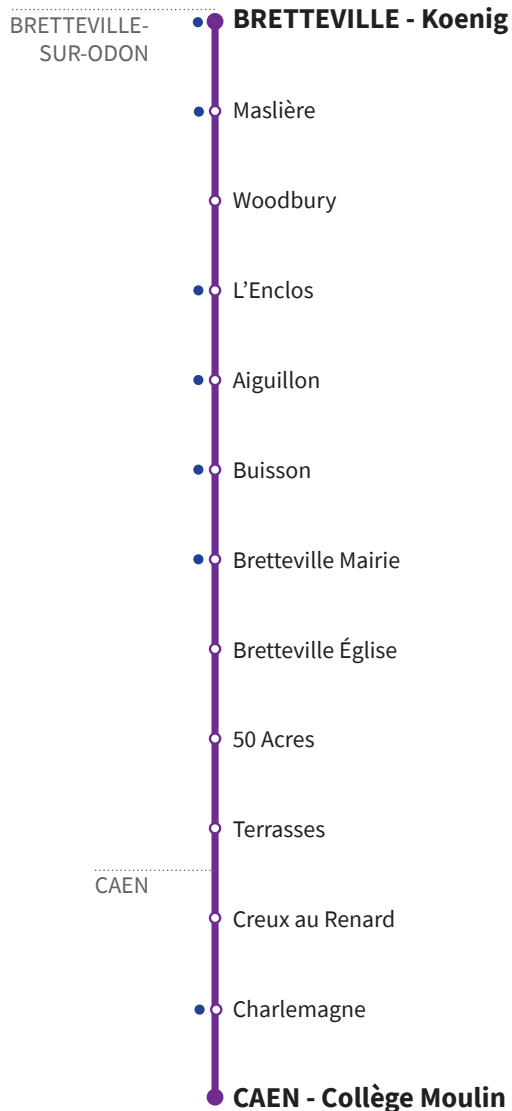 BRETTEVILLE-
SUR-ODON
BRETTEVILLE - Koenig
Maslière
Woodbury
L’Enclos
Aiguillon
Buisson
Bretteville Mairie
Bretteville Église
50 Acres
Terrasses
CAEN
Creux au Renard
Charlemagne
CAEN - Collège Moulin